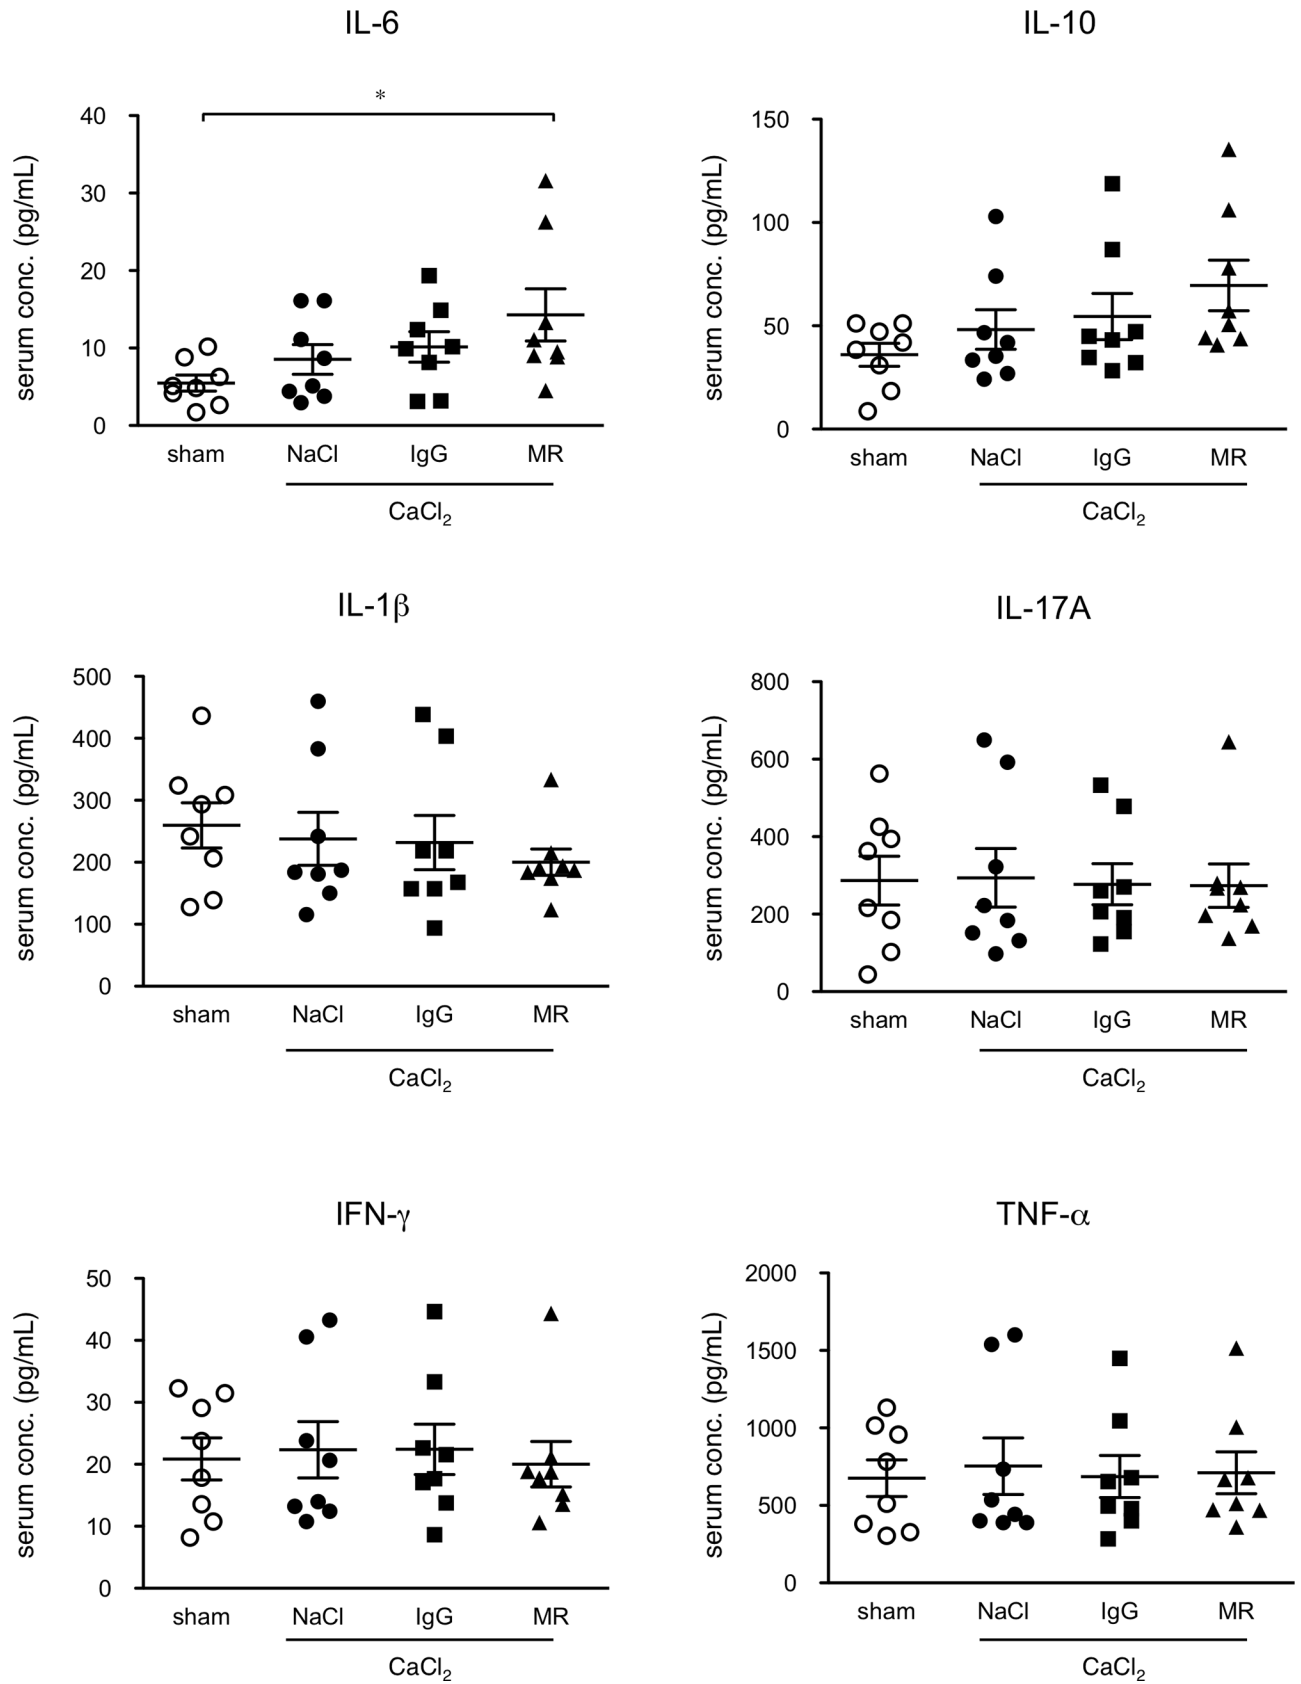 IL-6
*
serum conc. (pg/mL)
40
30
20
10
0
sham NaCl IgG MR
CaCl₂
IL-10
serum conc. (pg/mL)
150
100
50
0
sham NaCl IgG MR
CaCl₂
IL-1β
serum conc. (pg/mL)
500
400
300
200
100
0
sham NaCl IgG MR
CaCl₂
IL-17A
serum conc. (pg/mL)
800
600
400
200
0
sham NaCl IgG MR
CaCl₂
IFN-γ
serum conc. (pg/mL)
50
40
30
20
10
0
sham NaCl IgG MR
CaCl₂
TNF-α
serum conc. (pg/mL)
2000
1500
1000
500
0
sham NaCl IgG MR
CaCl₂